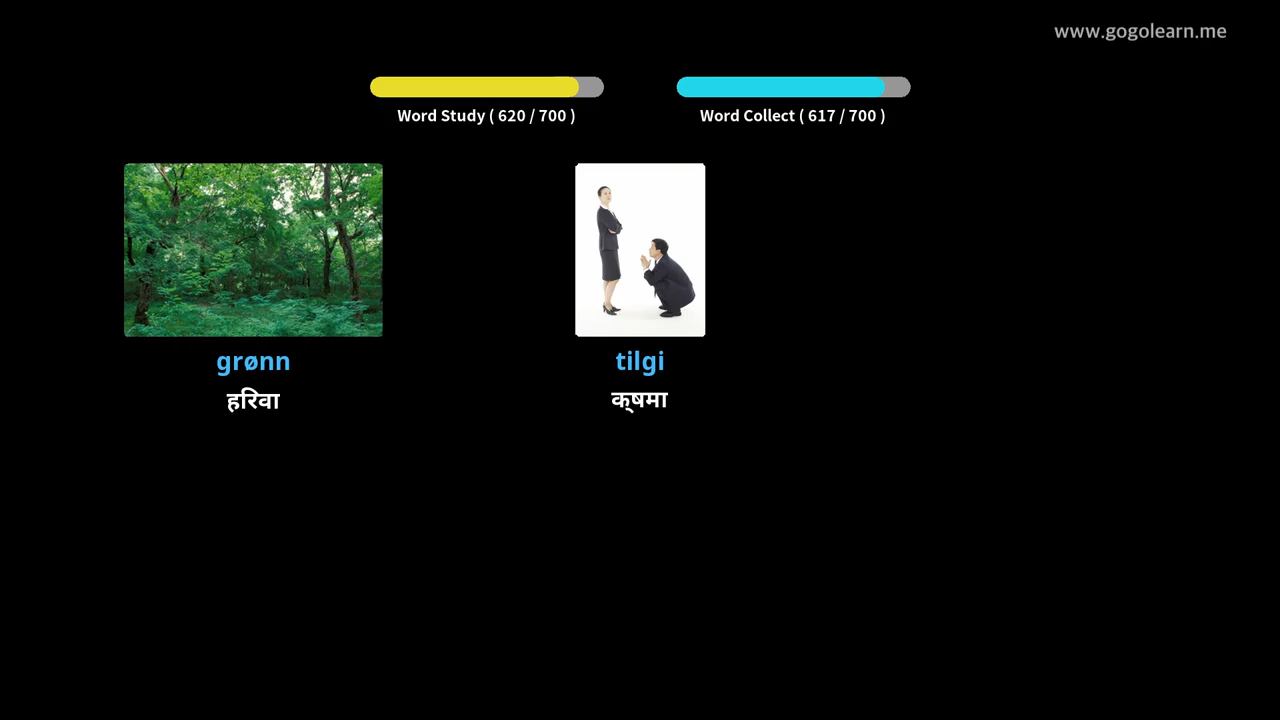 www.gogolearn.me
Word Study ( 620 / 700 )
Word Collect ( 617 / 700 )
grønn
हरिवा
tilgi
क्षमा